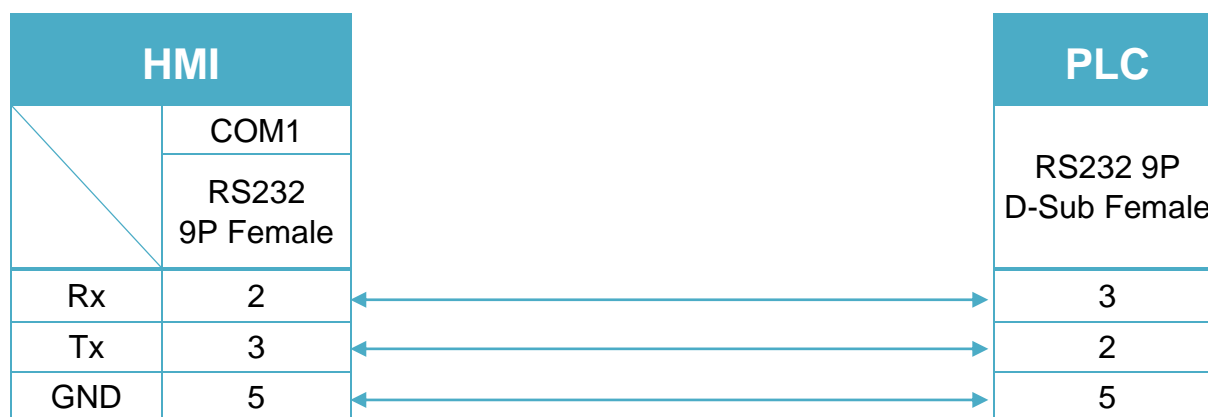 HMI
PLC
COM1
RS232
9P Female
RS232 9P
D-Sub Female
Rx 2 3
Tx 3 2
GND 5 5